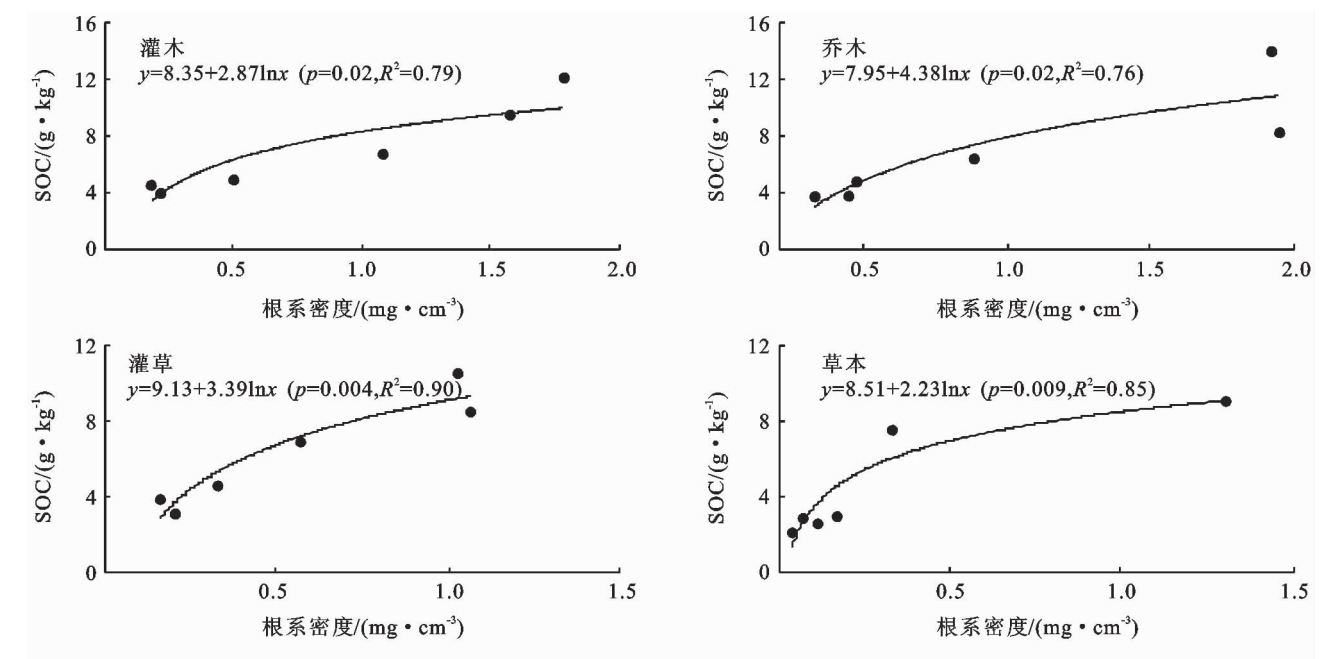 16
12
8
4
0
SOC/(g·kg⁻¹)
灌木
y=8.35+2.87lnx (p=0.02,R²=0.79)
0.5
1.0
1.5
2.0
根系密度/(mg·cm⁻³)
16
12
8
4
0
SOC/(g·kg⁻¹)
乔木
y=7.95+4.38lnx (p=0.02,R²=0.76)
0.5
1.0
1.5
2.0
根系密度/(mg·cm⁻³)
12
8
4
0
SOC/(g·kg⁻¹)
灌草
y=9.13+3.39lnx (p=0.004,R²=0.90)
0.5
1.0
1.5
根系密度/(mg·cm⁻³)
12
8
4
0
SOC/(g·kg⁻¹)
草本
y=8.51+2.23lnx (p=0.009,R²=0.85)
0.5
1.0
1.5
根系密度/(mg·cm⁻³)